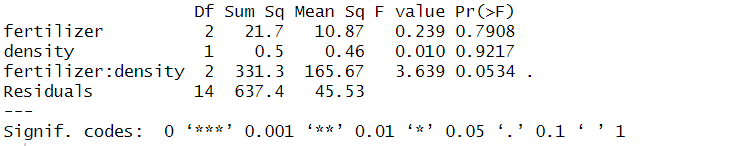 Df Sum Sq Mean Sq F value Pr(>F)
fertilizer          2   21.7   10.87   0.239 0.7908
density             1    0.5    0.46   0.010 0.9217
fertilizer:density  2  331.3  165.67   3.639 0.0534 .
Residuals          14  637.4   45.53
---
Signif. codes:  0 ‘***’ 0.001 ‘**’ 0.01 ‘*’ 0.05 ‘.’ 0.1 ‘ ’ 1